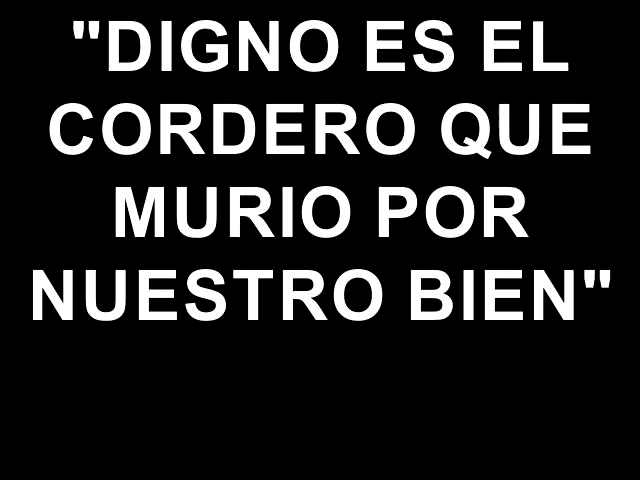 "DIGNO ES EL
CORDERO QUE
MURIO POR
NUESTRO BIEN"